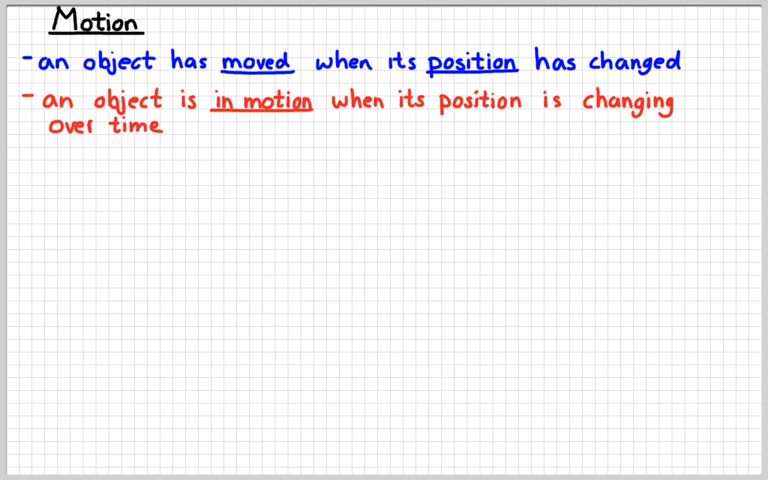 Motion
- an object has moved when its position has changed
- an object is in motion when its position is changing
over time